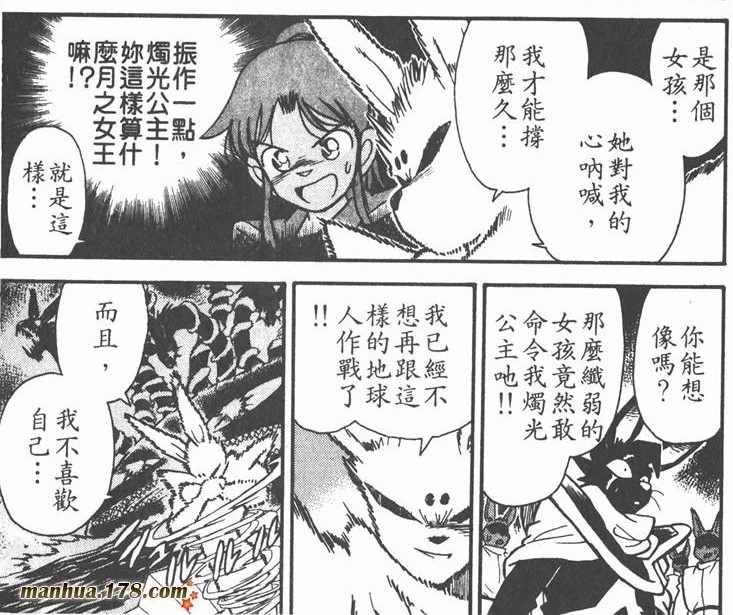 是那個
女孩…
她對我的
心吶喊，
我才能撐
那麼久…
振作一點，
燭光公主！
妳這樣算什
麼月之女王
嘛!?
就是這
樣…
你能想
像嗎？
那麼纖弱的
女孩竟然敢
命令我燭光
公主吔!!
我已經不
想再跟這
樣的地球
人作戰了
!!
而且，
我不喜歡
自己…
manhua.178.com